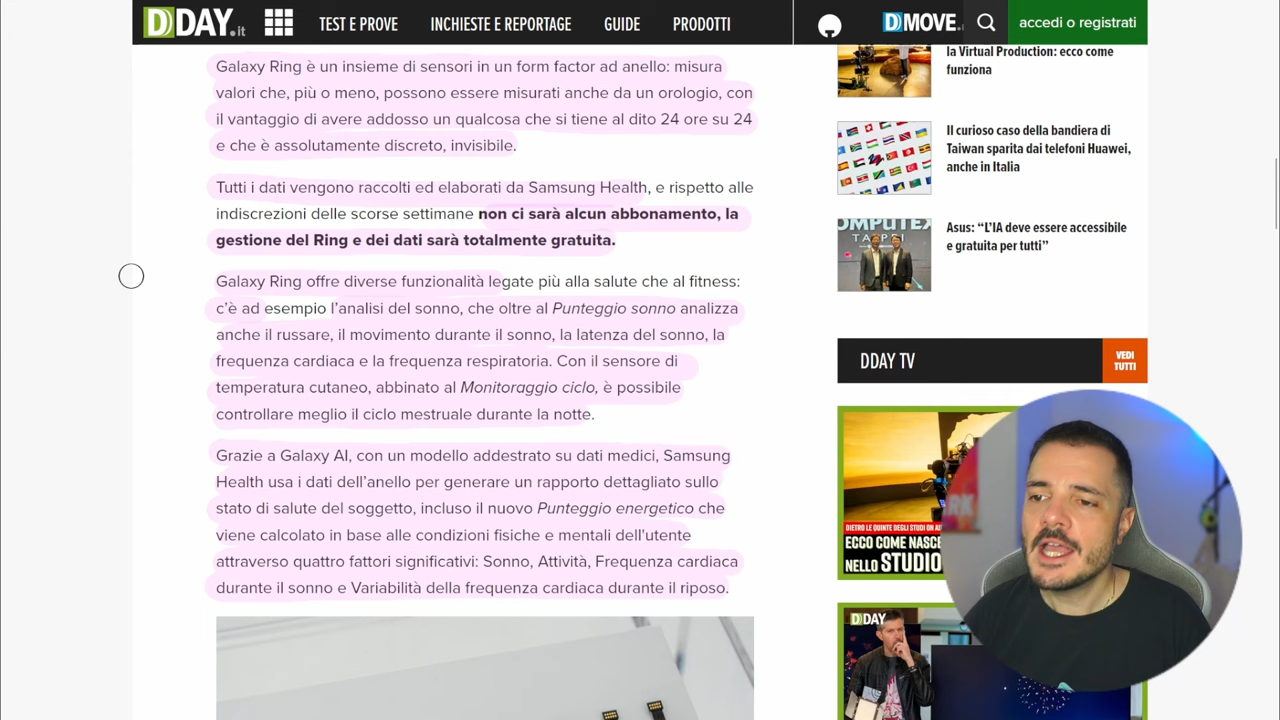 DDAY.it
TEST E PROVE
INCHIESTE E REPORTAGE
GUIDE
PRODOTTI
DMOVE.
accedi o registrati
Galaxy Ring è un insieme di sensori in un form factor ad anello: misura
valori che, più o meno, possono essere misurati anche da un orologio, con
il vantaggio di avere addosso un qualcosa che si tiene al dito 24 ore su 24
e che è assolutamente discreto, invisibile.
Tutti i dati vengono raccolti ed elaborati da Samsung Health, e rispetto alle
indiscrezioni delle scorse settimane non ci sarà alcun abbonamento, la
gestione del Ring e dei dati sarà totalmente gratuita.
Galaxy Ring offre diverse funzionalità legate più alla salute che al fitness:
c'è ad esempio l'analisi del sonno, che oltre al Punteggio sonno analizza
anche il russare, il movimento durante il sonno, la latenza del sonno, la
frequenza cardiaca e la frequenza respiratoria. Con il sensore di
temperatura cutaneo, abbinato al Monitoraggio ciclo, è possibile
controllare meglio il ciclo mestruale durante la notte.
Grazie a Galaxy AI, con un modello addestrato su dati medici, Samsung
Health usa i dati dell'anello per generare un rapporto dettagliato sullo
stato di salute del soggetto, incluso il nuovo Punteggio energetico che
viene calcolato in base alle condizioni fisiche e mentali dell'utente
attraverso quattro fattori significativi: Sonno, Attività, Frequenza cardiaca
durante il sonno e Variabilità della frequenza cardiaca durante il riposo.
la Virtual Production: ecco come
funziona
Il curioso caso della bandiera di
Taiwan sparita dai telefoni Huawei,
anche in Italia
OMPUTEX
TAIPEI
Asus: “L'IA deve essere accessibile
e gratuita per tutti”
DDAY TV
VEDI
TUTTI
DIETRO LE QUINTE DEGLI STUDI ON
ECCO COME NASC
NELLO STUDIO
RK
DDAY